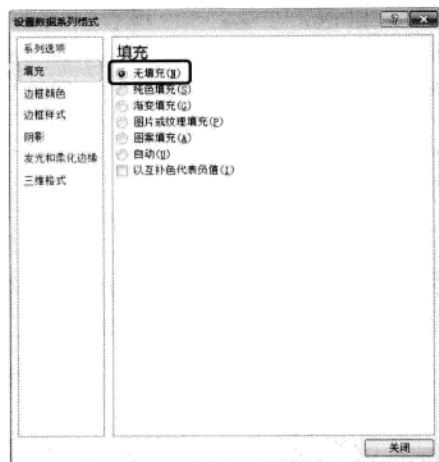 设置数据系列格式
系列选项
填充
边框颜色
边框样式
阴影
发光和柔化边缘
三维格式
填充
无填充(N)
纯色填充(S)
渐变填充(G)
图片或纹理填充(P)
图案填充(A)
自动(U)
以互补色代表负值(I)
关闭